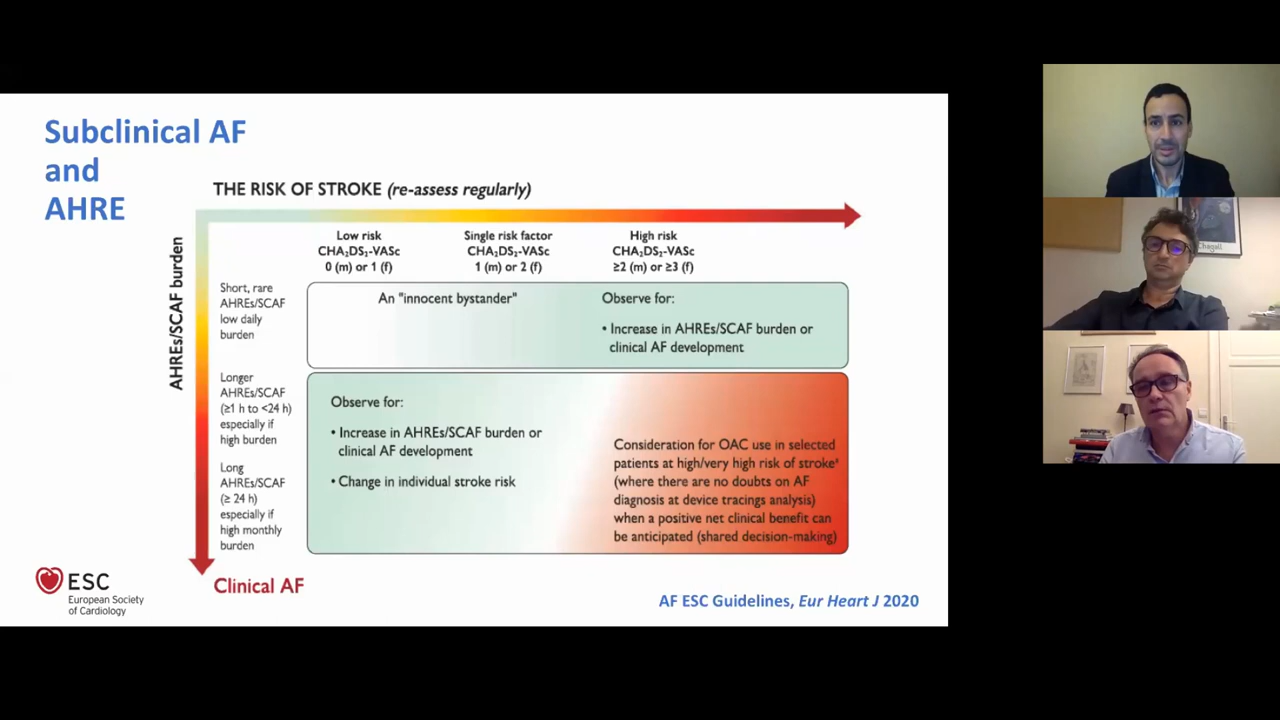 Subclinical AF
and
AHRE
THE RISK OF STROKE (re-assess regularly)
AHREs/SCAF burden
Low risk
CHA₂DS₂-VASc
0 (m) or 1 (f)
Single risk factor
CHA₂DS₂-VASc
1 (m) or 2 (f)
High risk
CHA₂DS₂-VASc
≥2 (m) or ≥3 (f)
Short, rare
AHREs/SCAF
low daily
burden
An "innocent bystander"
Observe for:
• Increase in AHREs/SCAF burden or
clinical AF development
Longer
AHREs/SCAF
(≥1 h to <24 h)
especially if
high burden
Long
AHREs/SCAF
(≥ 24 h)
especially if
high monthly
burden
Observe for:
• Increase in AHREs/SCAF burden or
clinical AF development
• Change in individual stroke risk
Consideration for OAC use in selected
patients at high/very high risk of stroke
(where there are no doubts on AF
diagnosis at device tracings analysis)
when a positive net clinical benefit can
be anticipated (shared decision-making)
Clinical AF
ESC
European Society
of Cardiology
AF ESC Guidelines, Eur Heart J 2020
Chagall